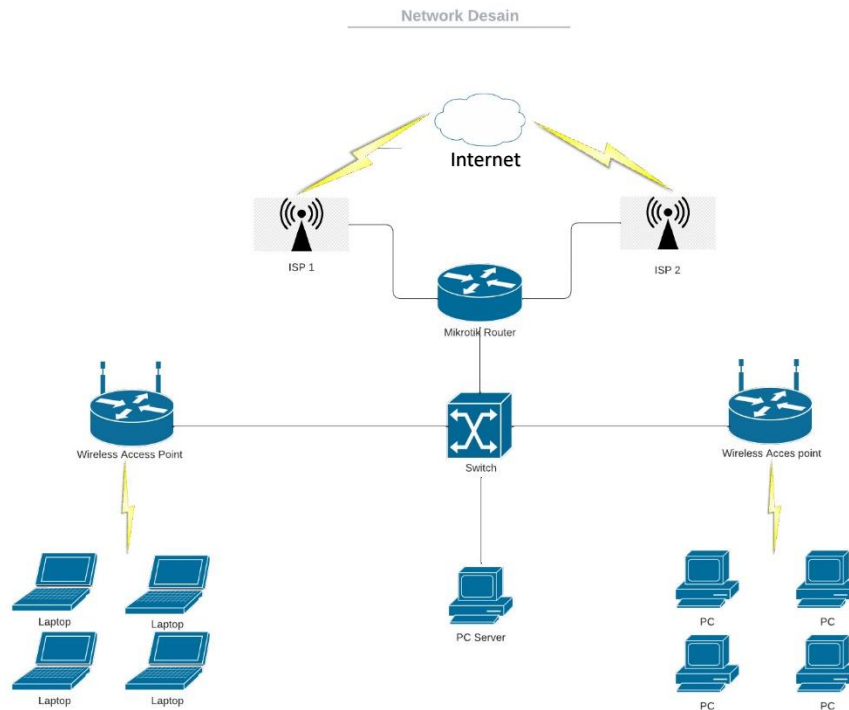 Network Desain
Internet
ISP 1
ISP 2
Mikrotik Router
Wireless Access Point
Switch
Wireless Acces point
Laptop
Laptop
PC Server
PC
PC
Laptop
Laptop
PC
PC